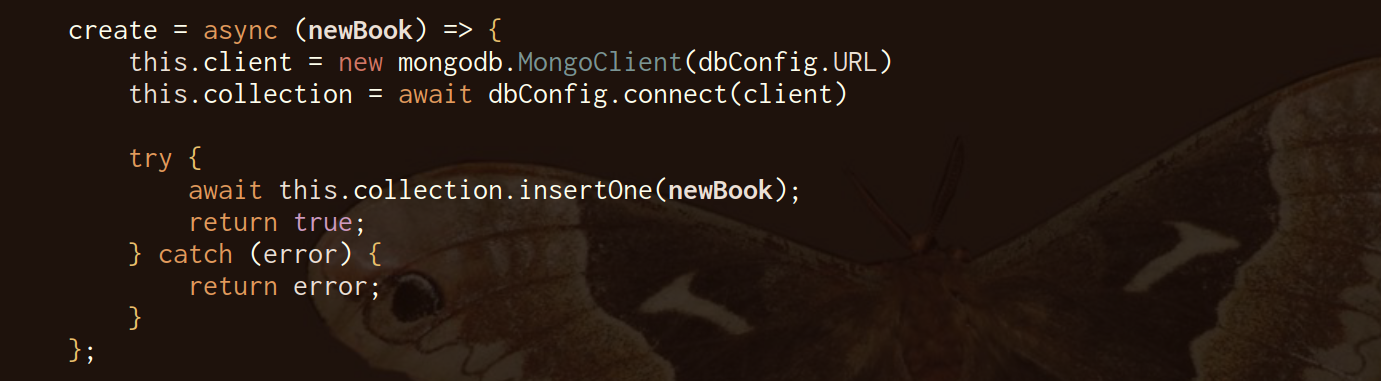 create = async (newBook) => {
this.client = new mongodb.MongoClient(dbConfig.URL)
this.collection = await dbConfig.connect(client)
try {
await this.collection.insertOne(newBook);
return true;
} catch (error) {
return error;
}
};